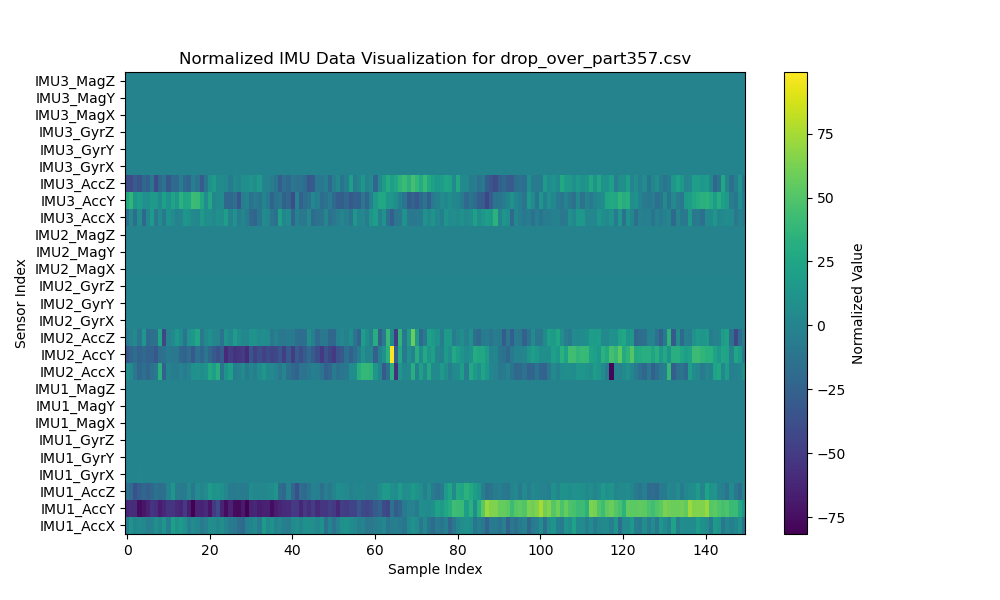 Normalized IMU Data Visualization for drop_over_part357.csv
IMU3_MagZ
IMU3_MagY
IMU3_MagX
IMU3_GyrZ
IMU3_GyrY
IMU3_GyrX
IMU3_AccZ
IMU3_AccY
IMU3_AccX
IMU2_MagZ
IMU2_MagY
IMU2_MagX
IMU2_GyrZ
IMU2_GyrY
IMU2_GyrX
IMU2_AccZ
IMU2_AccY
IMU2_AccX
IMU1_MagZ
IMU1_MagY
IMU1_MagX
IMU1_GyrZ
IMU1_GyrY
IMU1_GyrX
IMU1_AccZ
IMU1_AccY
IMU1_AccX
Sensor Index
0 20 40 60 80 100 120 140
Sample Index
75
50
25
0
−25
−50
−75
Normalized Value